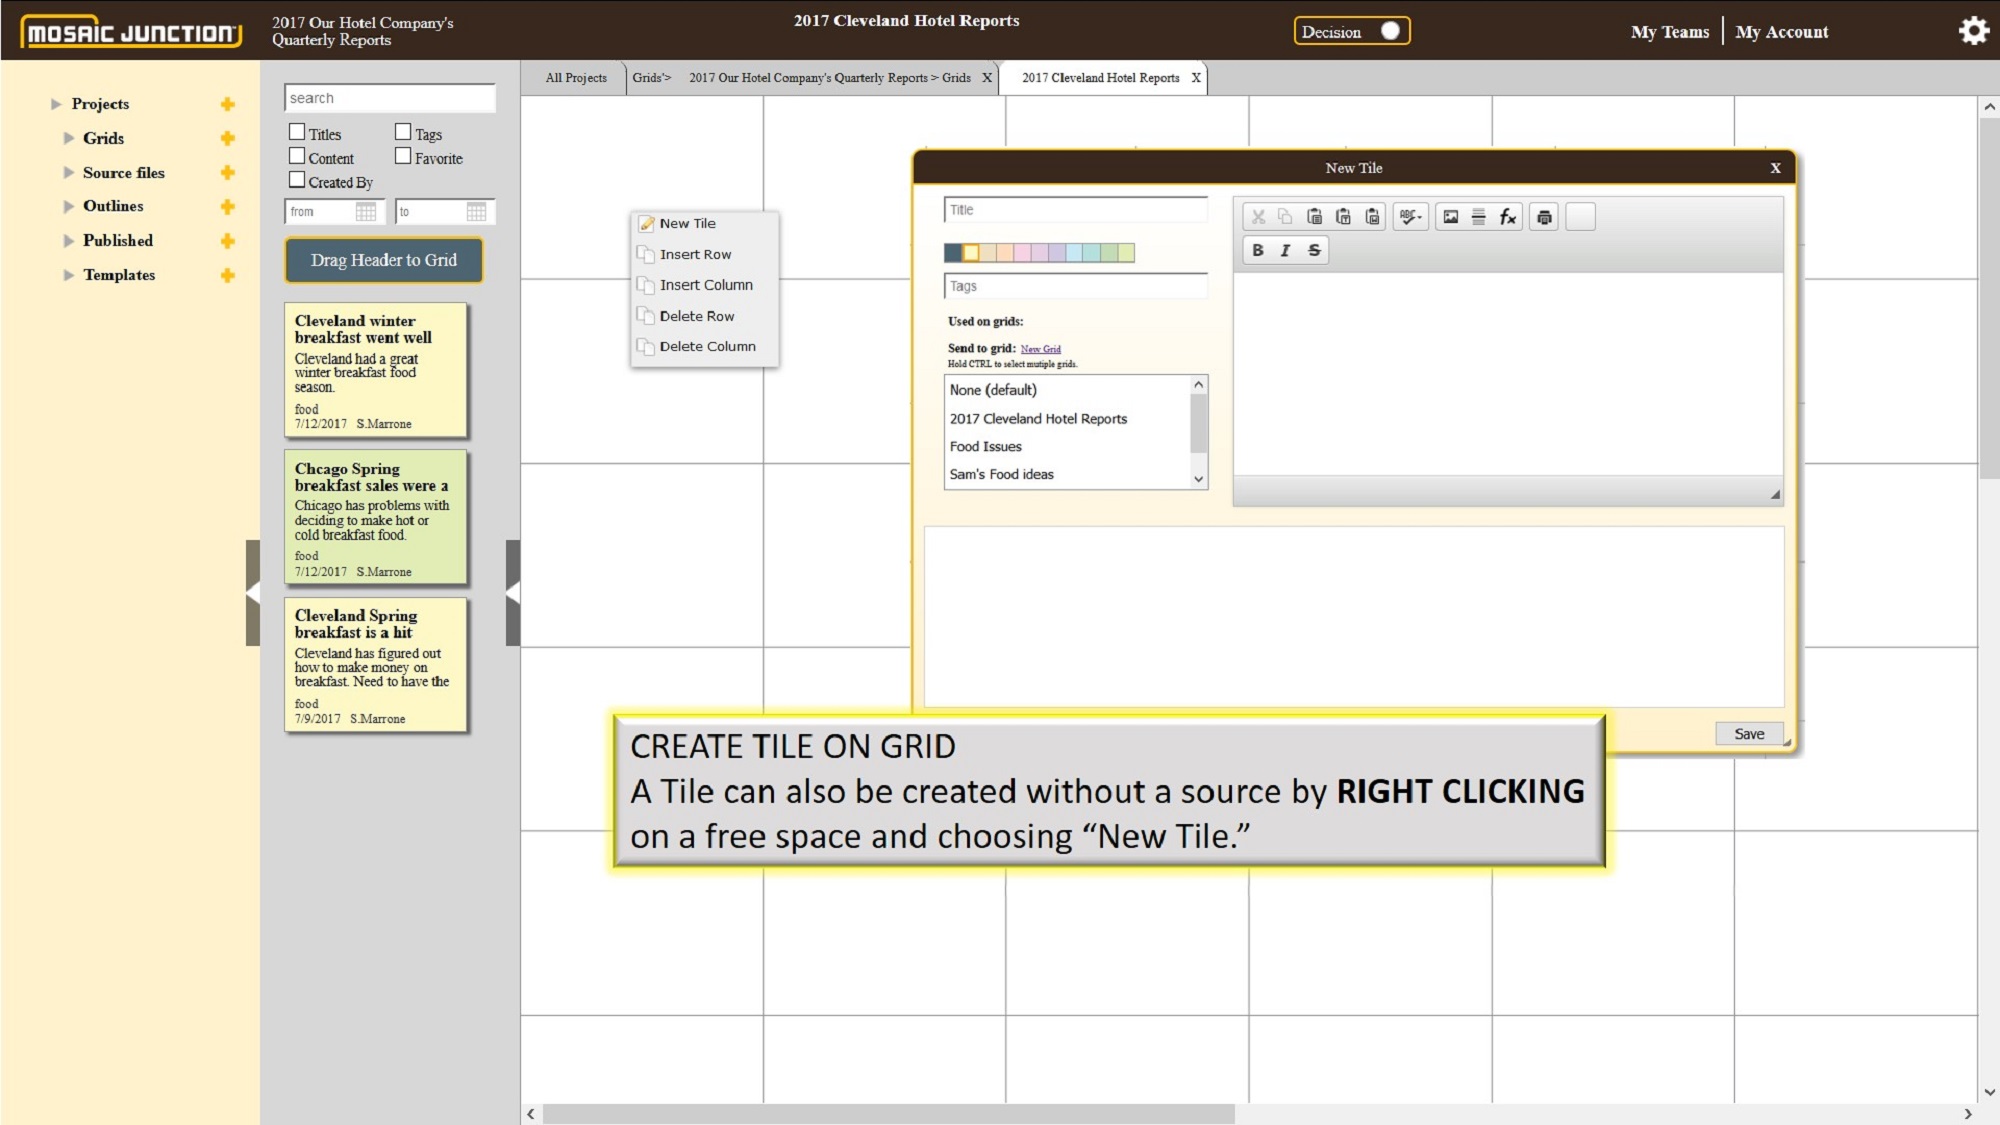 MOSAIC JUNCTION
2017 Our Hotel Company's
Quarterly Reports
2017 Cleveland Hotel Reports
Decision
My Teams
My Account
Projects
Grids
Source files
Outlines
Published
Templates
search
Titles
Tags
Content
Favorite
Created By
from
to
Drag Header to Grid
Cleveland winter
breakfast went well
Cleveland had a great
winter breakfast food
season.
food
7/12/2017 S.Marrone
Chcago Spring
breakfast sales were a
Chicago has problems with
deciding to make hot or
cold breakfast food.
food
7/12/2017 S.Marrone
Cleveland Spring
breakfast is a hit
Cleveland has figured out
how to make money on
breakfast. Need to have the
food
7/9/2017 S.Marrone
All Projects
Grids'> 2017 Our Hotel Company's Quarterly Reports > Grids X
2017 Cleveland Hotel Reports X
New Tile
Insert Row
Insert Column
Delete Row
Delete Column
New Tile X
Title
Tags
Used on grids:
Send to grid: New Grid
Hold CTRL to select mutiple grids.
None (default)
2017 Cleveland Hotel Reports
Food Issues
Sam's Food ideas
ABC
fx
B I S
Save
CREATE TILE ON GRID
A Tile can also be created without a source by RIGHT CLICKING
on a free space and choosing “New Tile.”